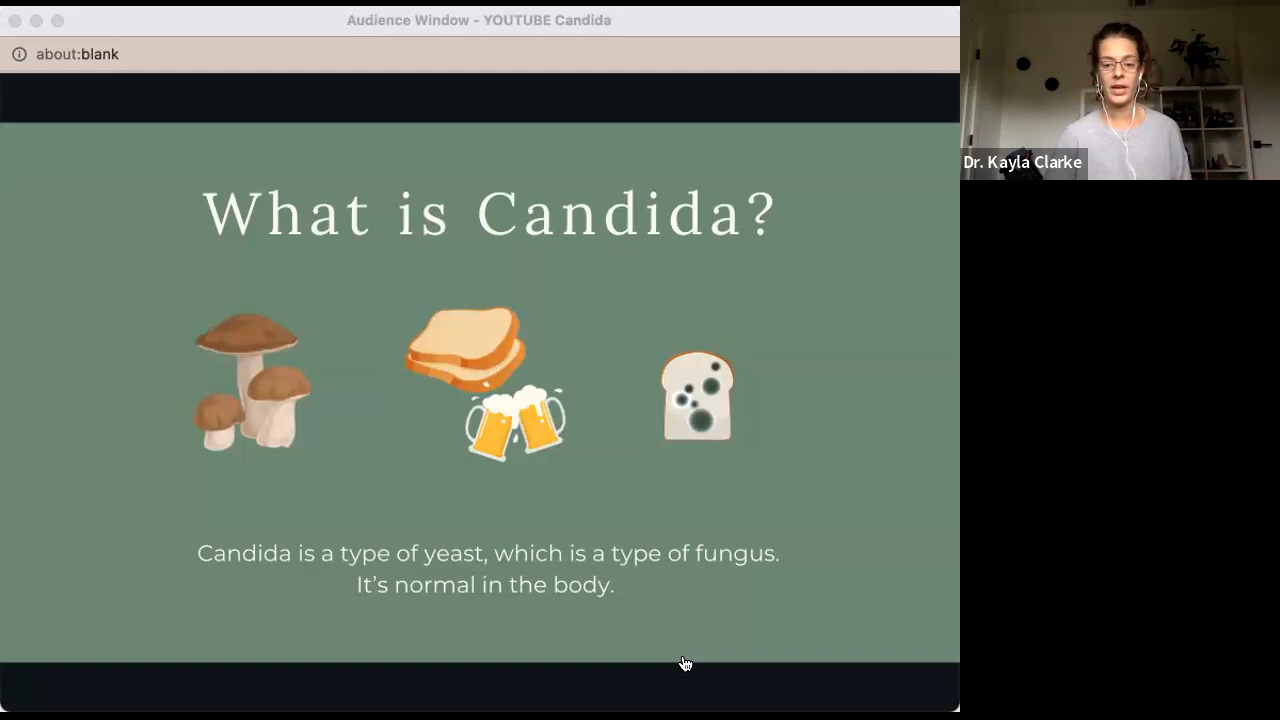 Audience Window - YOUTUBE Candida
about:blank
Dr. Kayla Clarke
What is Candida?
Candida is a type of yeast, which is a type of fungus.
It’s normal in the body.